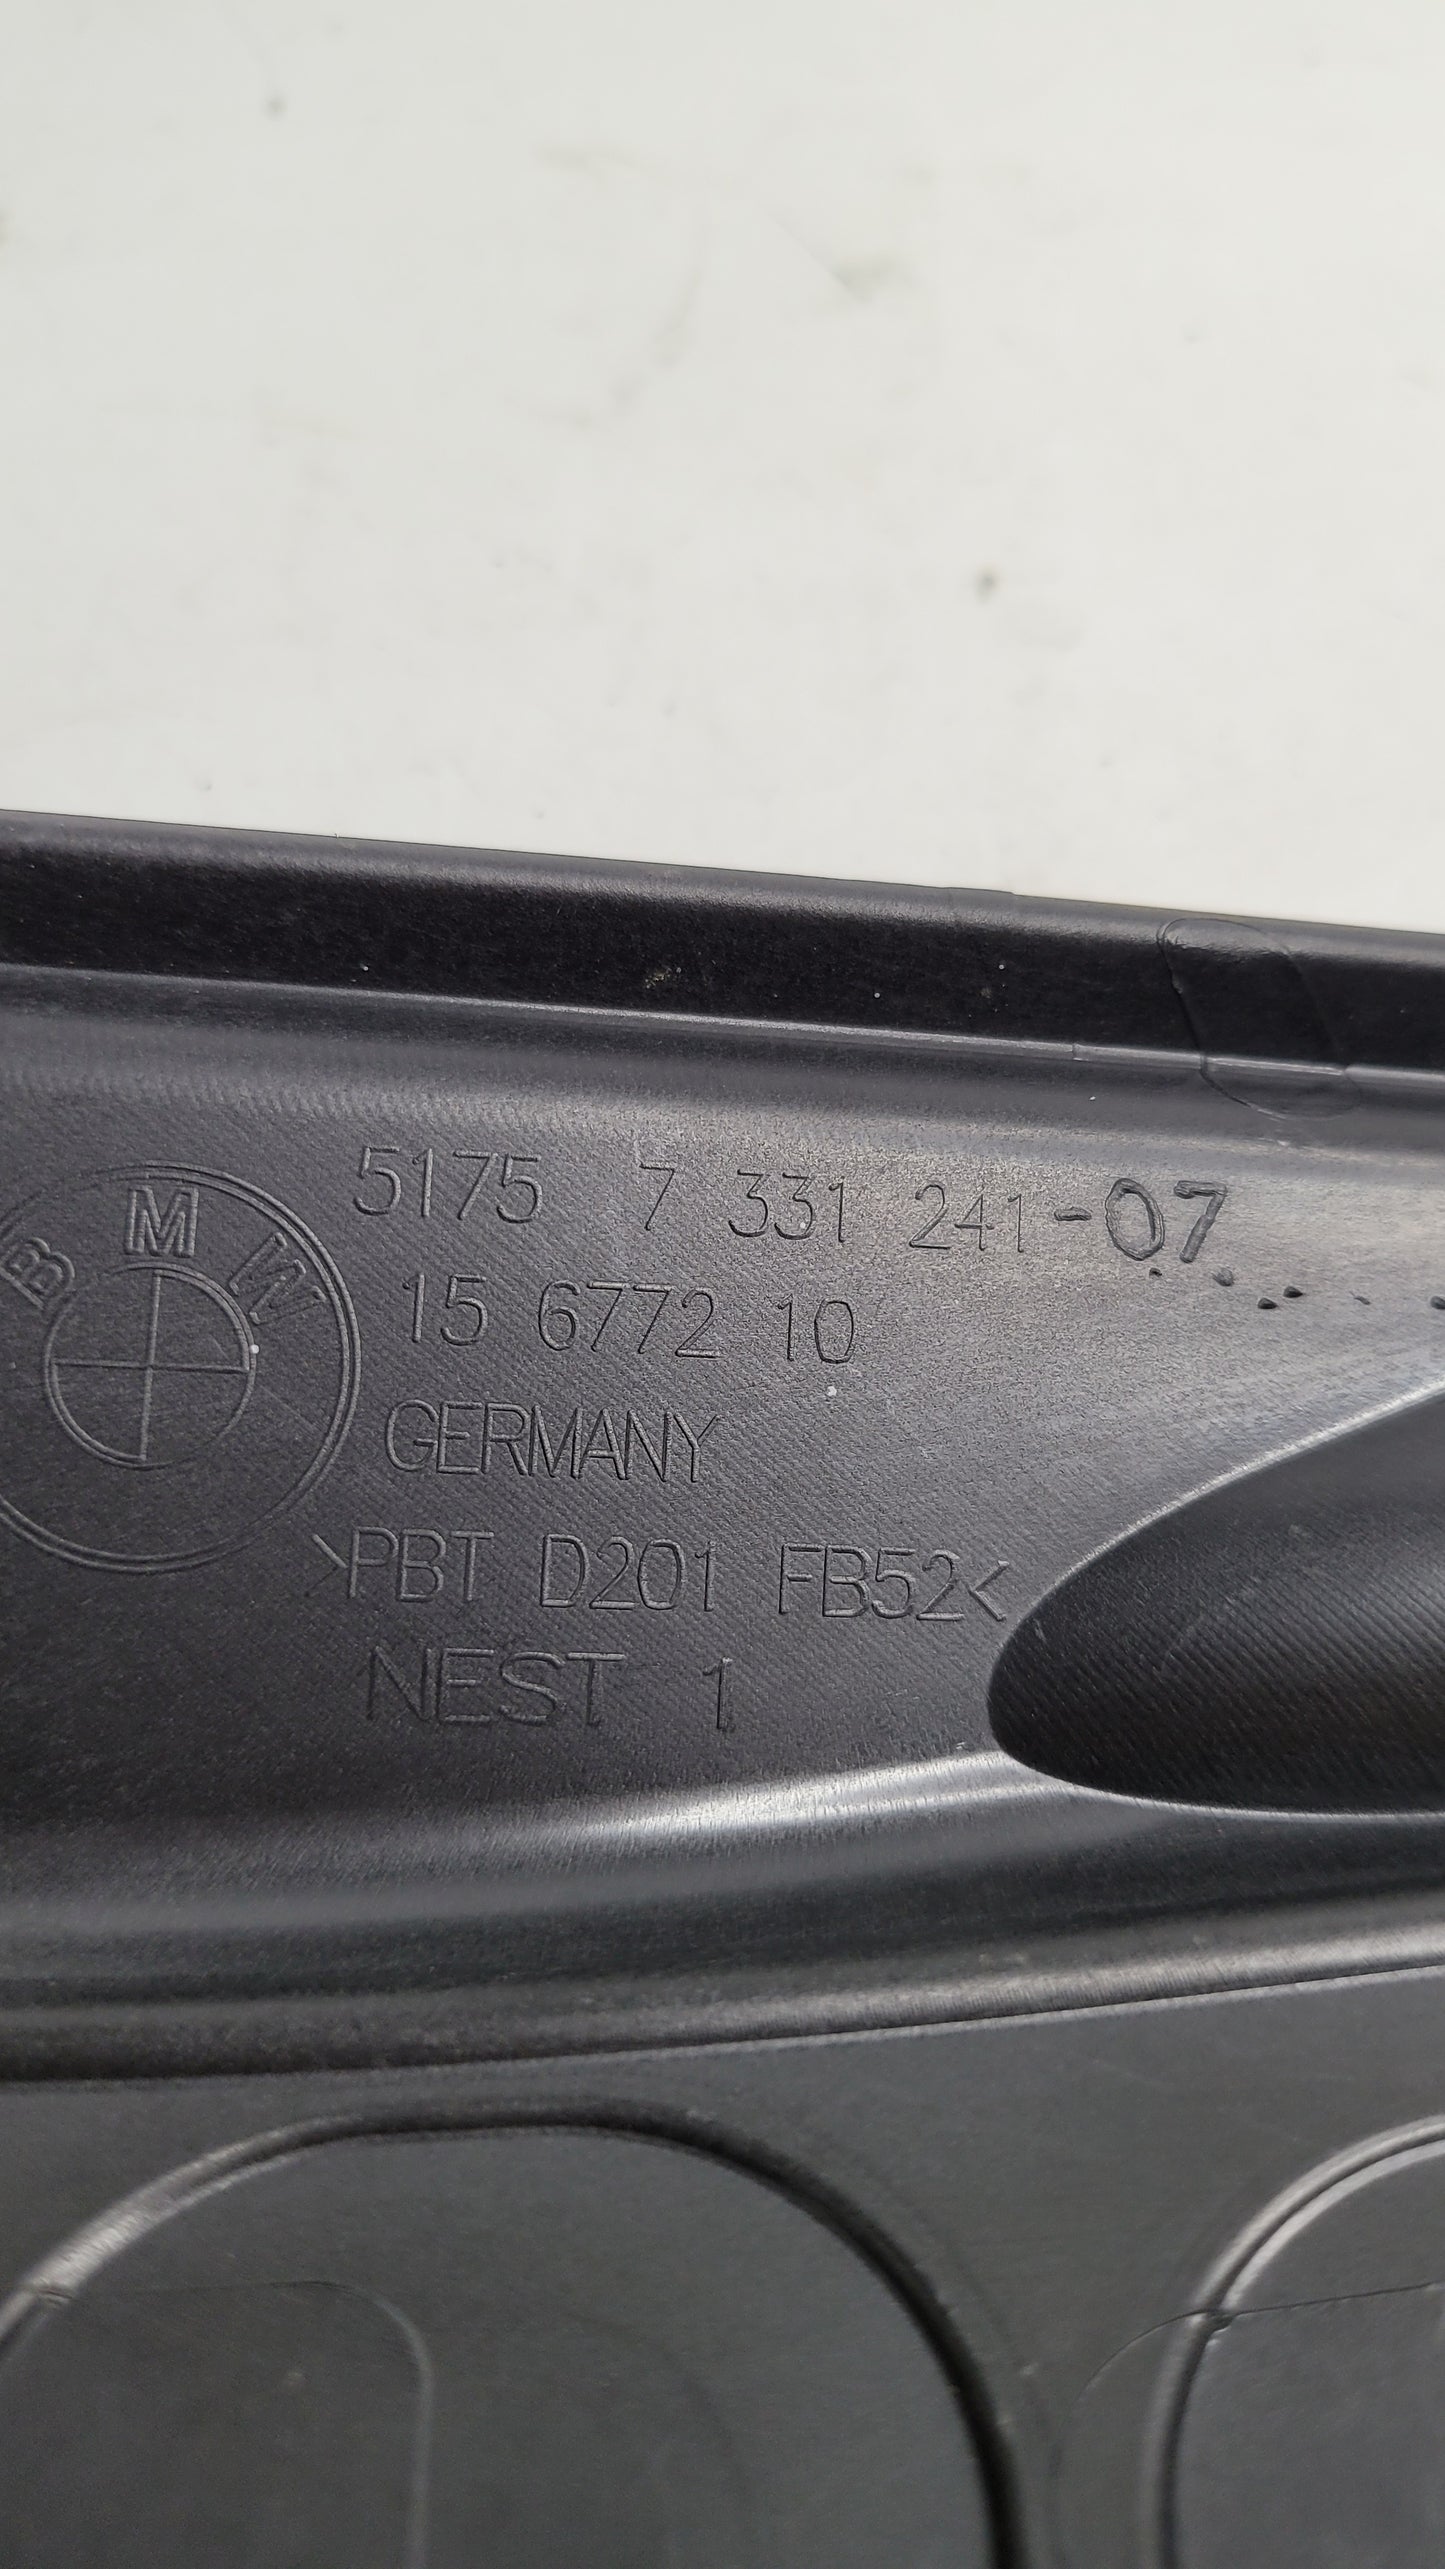 BMW
5175 7 331 241-07
15 6772 10
GERMANY
>PBT D201 FB52<
NEST 1